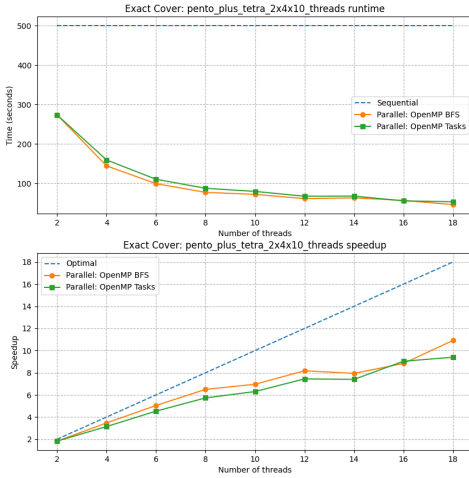 Exact Cover: pento_plus_tetra_2x4x10_threads runtime
500
400
300
200
100
Time (seconds)
Sequential
Parallel: OpenMP BFS
Parallel: OpenMP Tasks
2 4 6 8 10 12 14 16 18
Number of threads
Exact Cover: pento_plus_tetra_2x4x10_threads speedup
18
16
14
12
10
8
6
4
2
Speedup
Optimal
Parallel: OpenMP BFS
Parallel: OpenMP Tasks
2 4 6 8 10 12 14 16 18
Number of threads